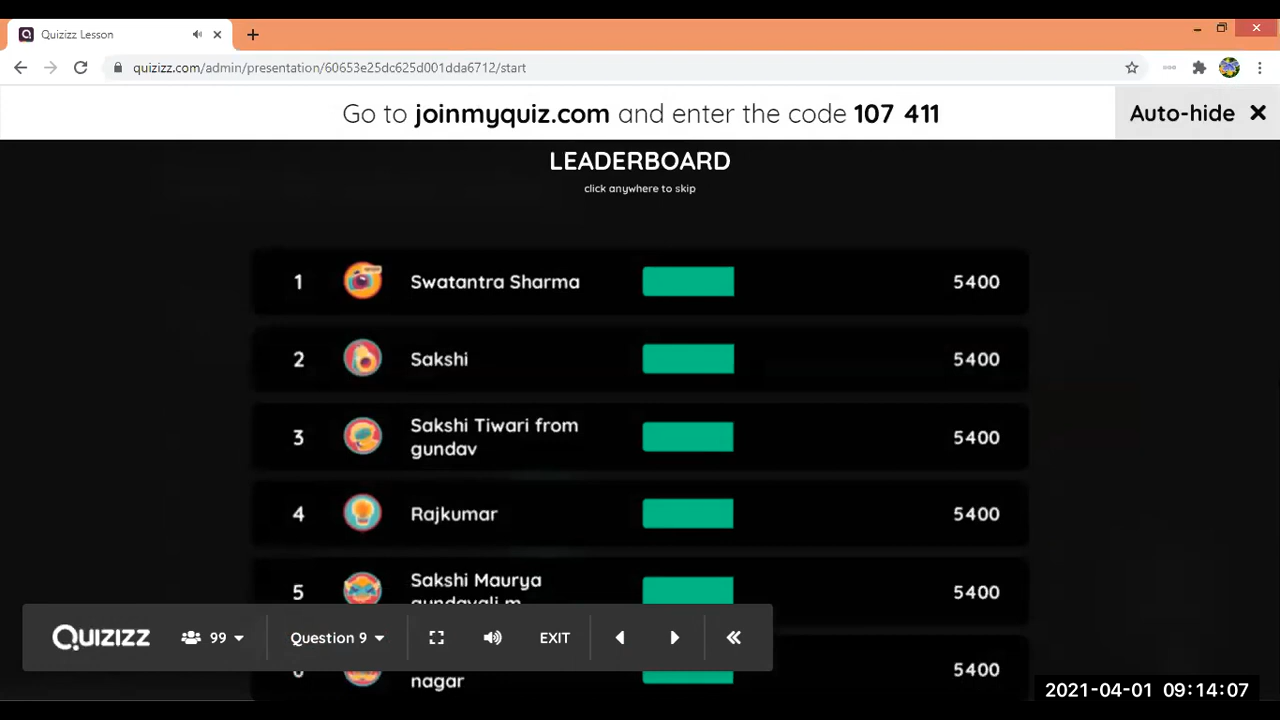 Quizizz Lesson
quizizz.com/admin/presentation/60653e25dc625d001dda6712/start
Go to joinmyquiz.com and enter the code 107 411
Auto-hide
LEADERBOARD
click anywhere to skip
1 Swatantra Sharma 5400
2 Sakshi 5400
3 Sakshi Tiwari from
gundav
5400
4 Rajkumar 5400
5 Sakshi Maurya
gundavali m
5400
5400
nagar
QUIZIZZ 99 Question 9 EXIT
2021-04-01 09:14:07